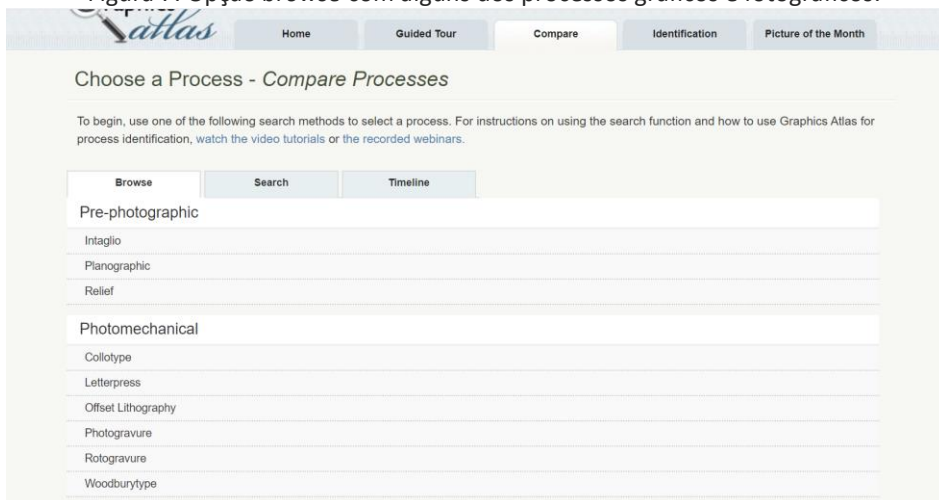 Figura 7. Opção browse com alguns dos processos gráficos e fotográficos.
Graphics
atlas
Home
Guided Tour
Compare
Identification
Picture of the Month
Choose a Process - Compare Processes
To begin, use one of the following search methods to select a process. For instructions on using the search function and how to use Graphics Atlas for
process identification, watch the video tutorials or the recorded webinars.
Browse
Search
Timeline
Pre-photographic
Intaglio
Planographic
Relief
Photomechanical
Collotype
Letterpress
Offset Lithography
Photogravure
Rotogravure
Woodburytype